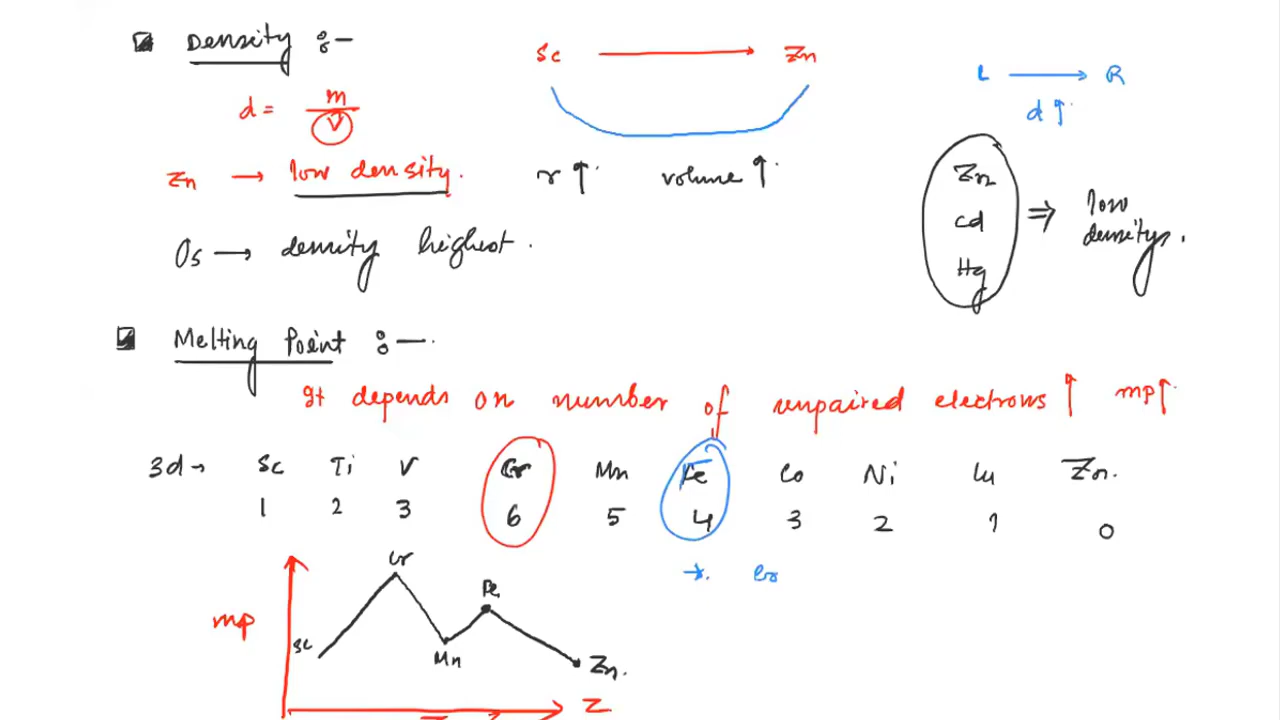 Density :-
Sc → Zn
L → R
d = m/V
d ↑
Zn → low density.
r ↑. volume ↑.
Zn
Cd
Hg
⇒ low density.
Os → density highest.
Melting Point :-.
It depends on number of unpaired electrons ↑ mp↑.
3d → Sc Ti V Cr Mn Fe Co Ni Cu Zn.
1 2 3 6 5 4 3 2 1 0
→. Cr
Cr
Fe
mp
Sc
Mn
Zn.
Z